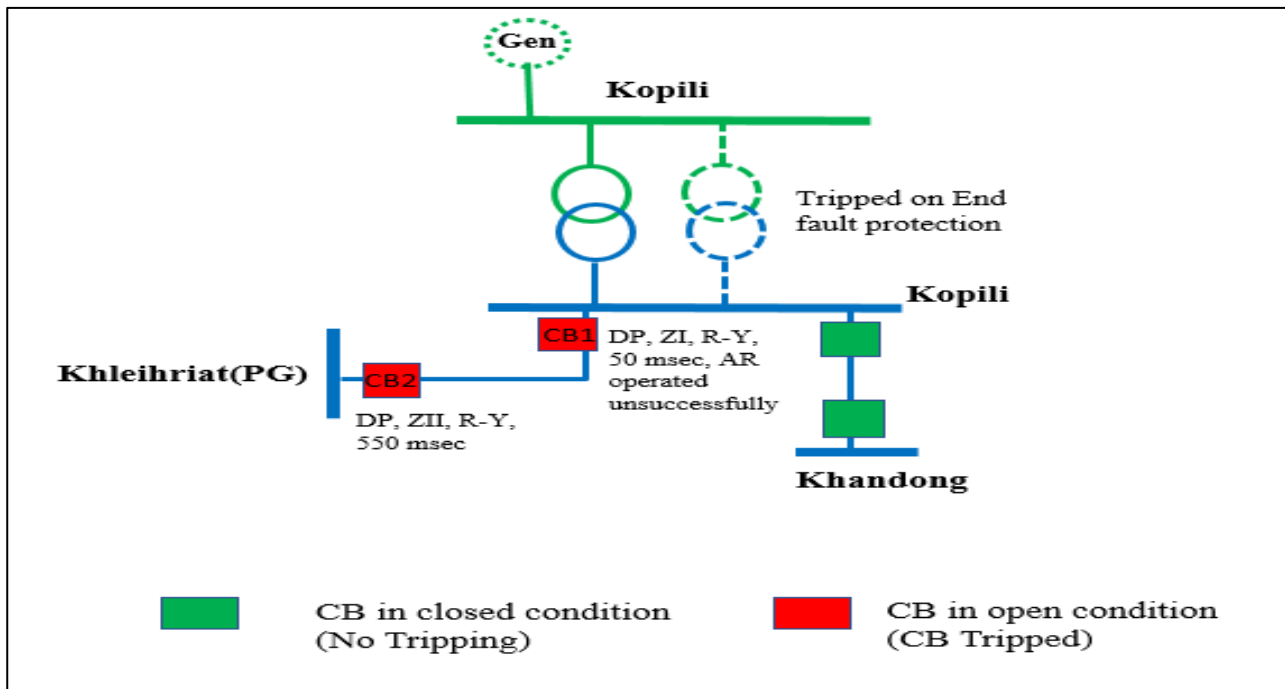 Gen
Kopili
Tripped on End
fault protection
Kopili
CB1
DP, ZI, R-Y,
50 msec, AR
operated
unsuccessfully
Khleihriat(PG)
CB2
DP, ZII, R-Y,
550 msec
Khandong
CB in closed condition
(No Tripping)
CB in open condition
(CB Tripped)